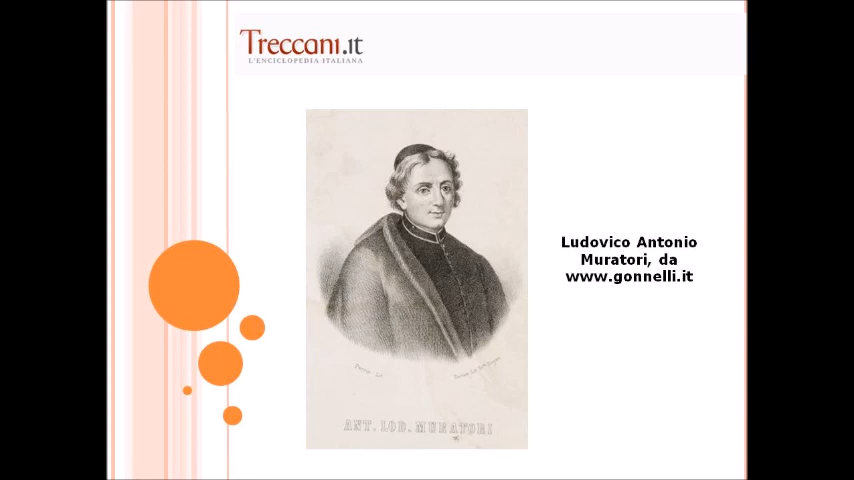 Treccani.it
L'ENCICLOPEDIA ITALIANA
Ludovico Antonio
Muratori, da
www.gonnelli.it
ANT. LOD. MURATORI